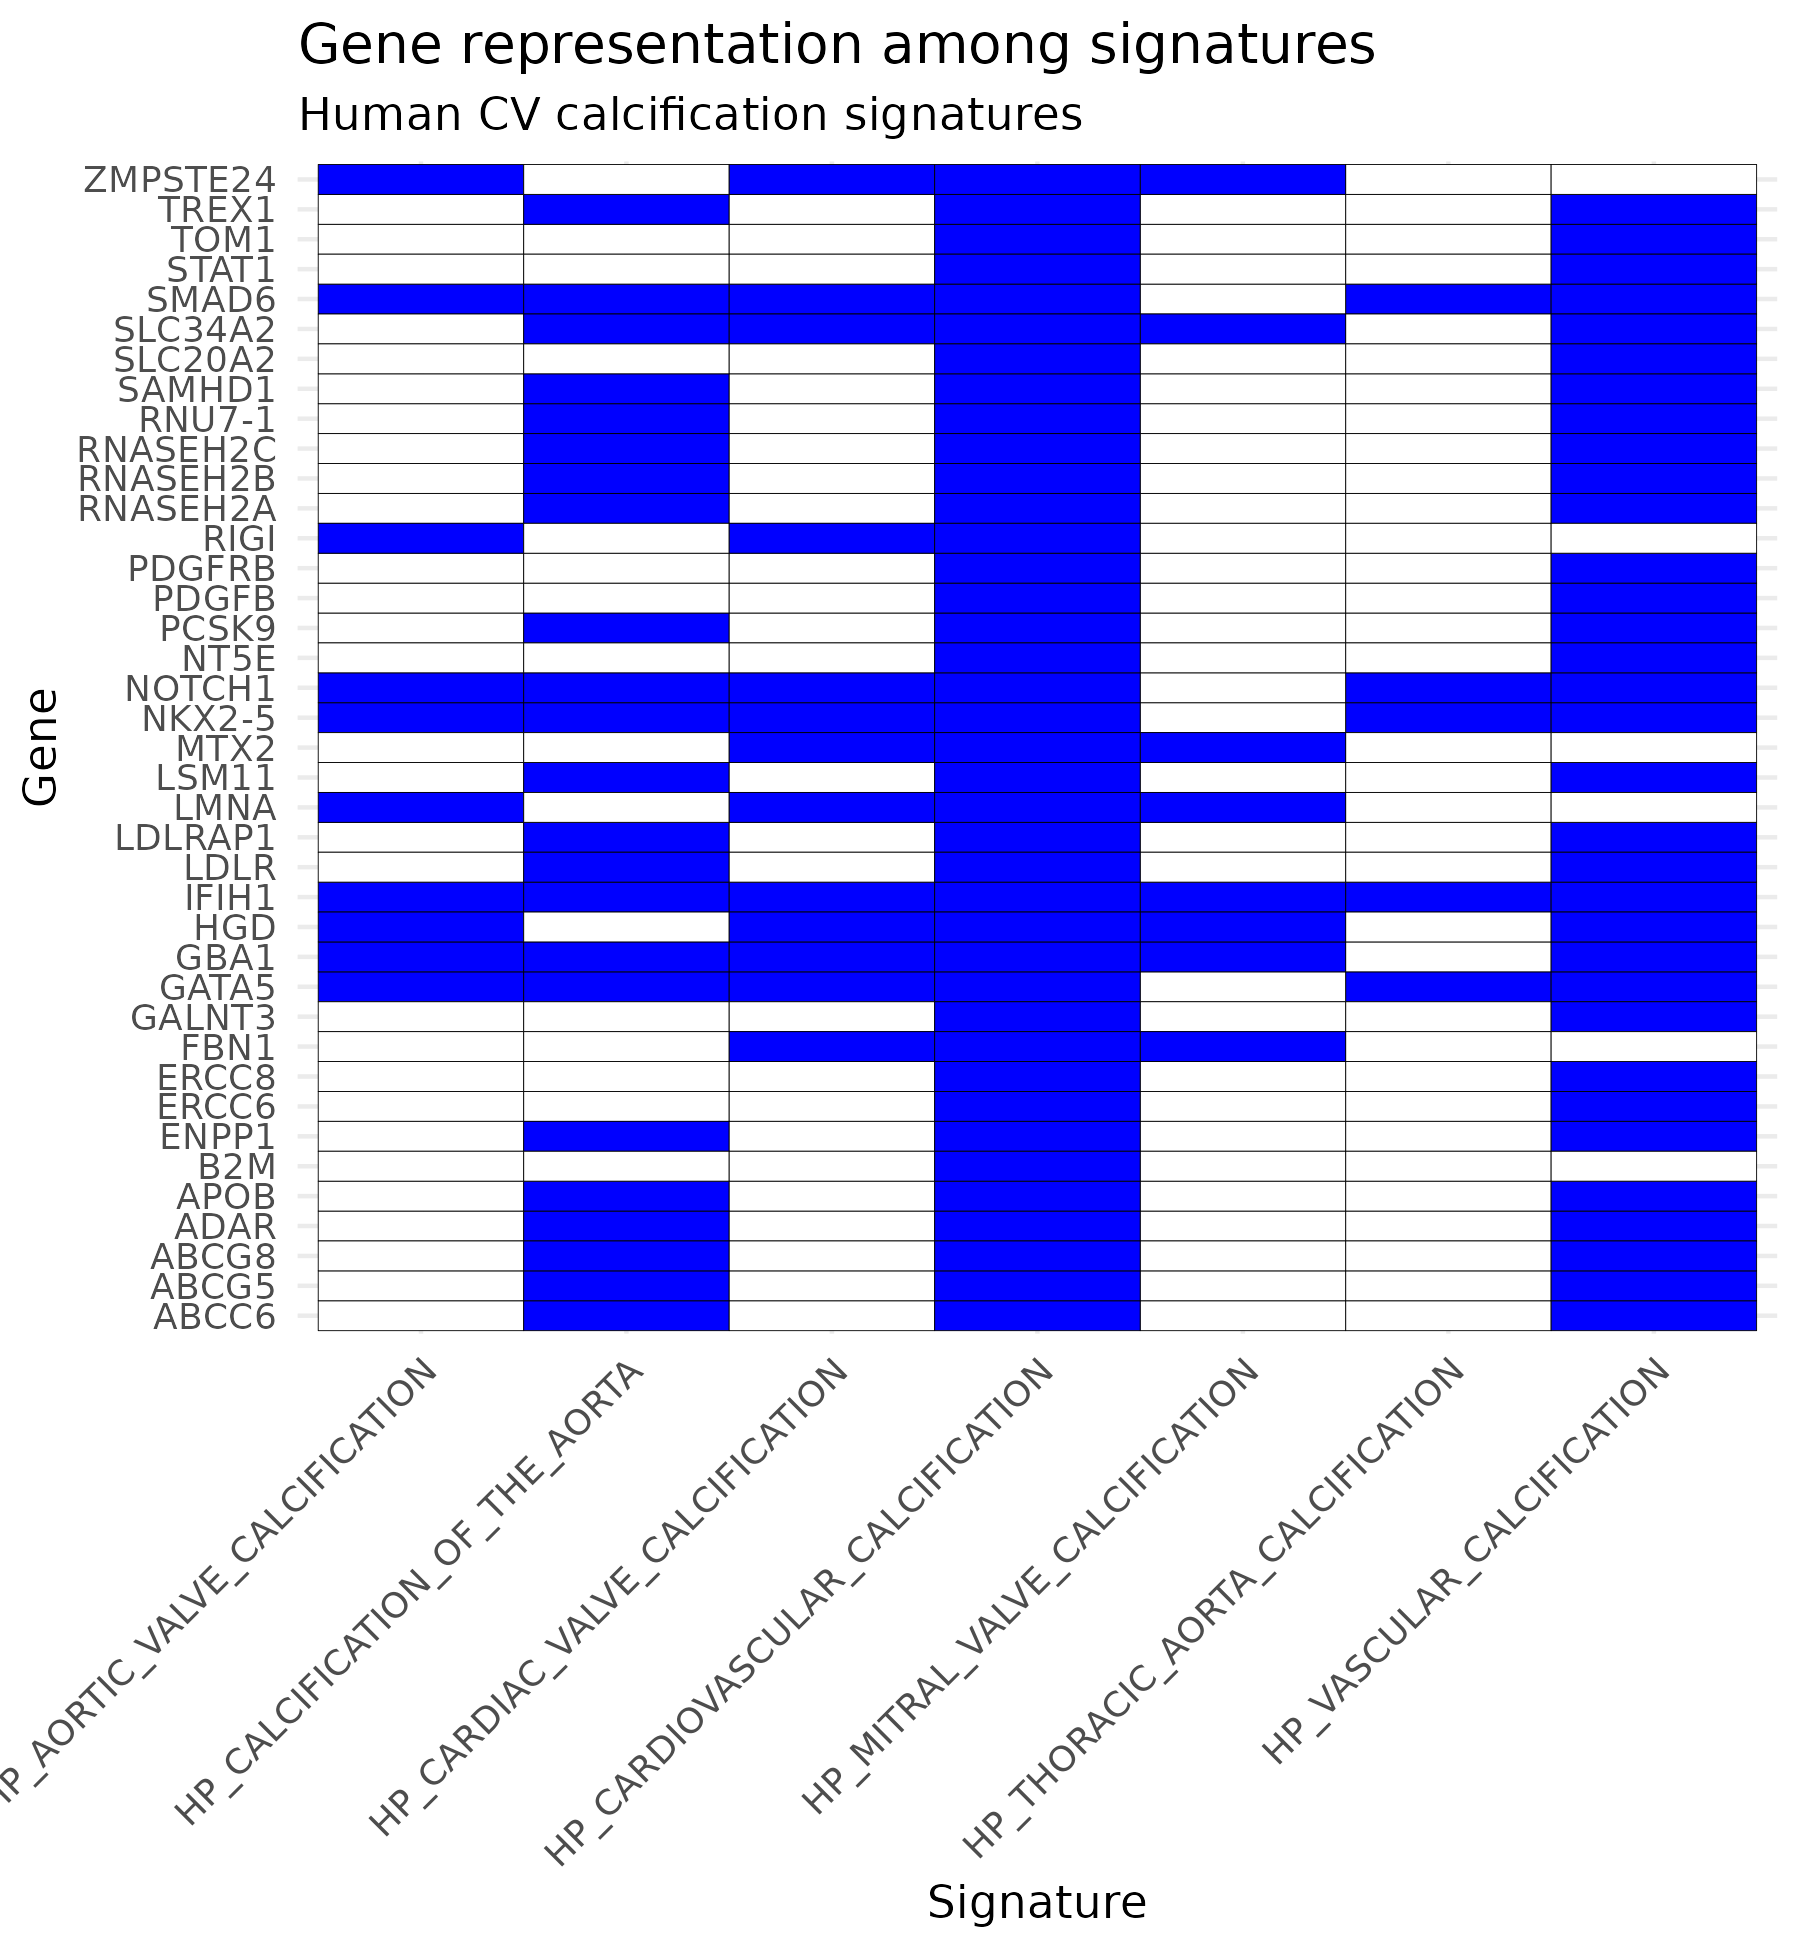 Gene representation among signatures
Human CV calcification signatures
ZMPSTE24
TREX1
TOM1
STAT1
SMAD6
SLC34A2
SLC20A2
SAMHD1
RNU7-1
RNASEH2C
RNASEH2B
RNASEH2A
RIGI
PDGFRB
PDGFB
PCSK9
NT5E
NOTCH1
NKX2-5
MTX2
LSM11
LMNA
LDLRAP1
LDLR
IFIH1
HGD
GBA1
GATA5
GALNT3
FBN1
ERCC8
ERCC6
ENPP1
B2M
APOB
ADAR
ABCG8
ABCG5
ABCC6
Gene
HP_AORTIC_VALVE_CALCIFICATION
HP_CALCIFICATION_OF_THE_AORTA
HP_CARDIAC_VALVE_CALCIFICATION
HP_CARDIOVASCULAR_CALCIFICATION
HP_MITRAL_VALVE_CALCIFICATION
HP_THORACIC_AORTA_CALCIFICATION
HP_VASCULAR_CALCIFICATION
Signature